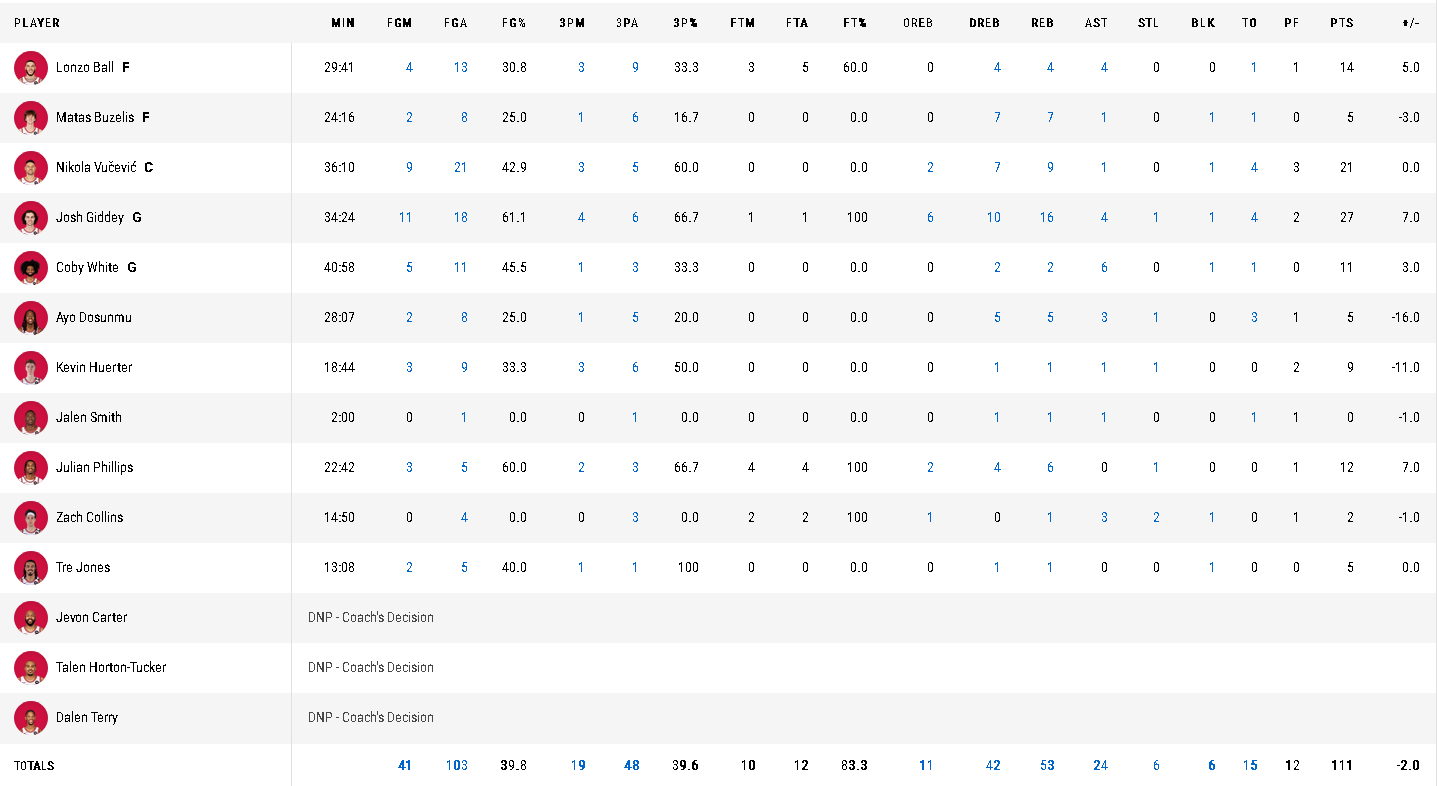 PLAYER MIN FGM FGA FG% 3PM 3PA 3P% FTM FTA FT% OREB DREB REB AST STL BLK TO PF PTS +/-
Lonzo Ball F 29:41 4 13 30.8 3 9 33.3 3 5 60.0 0 4 4 4 0 0 1 1 14 5.0
Matas Buzelis F 24:16 2 8 25.0 1 6 16.7 0 0 0.0 0 7 7 1 0 1 1 0 5 -3.0
Nikola Vučević C 36:10 9 21 42.9 3 5 60.0 0 0 0.0 2 7 9 1 0 1 4 3 21 0.0
Josh Giddey G 34:24 11 18 61.1 4 6 66.7 1 1 100 6 10 16 4 1 1 4 2 27 7.0
Coby White G 40:58 5 11 45.5 1 3 33.3 0 0 0.0 0 2 2 6 0 1 1 0 11 3.0
Ayo Dosunmu 28:07 2 8 25.0 1 5 20.0 0 0 0.0 0 5 5 3 1 0 3 1 5 -16.0
Kevin Huerter 18:44 3 9 33.3 3 6 50.0 0 0 0.0 0 1 1 1 1 0 0 2 9 -11.0
Jalen Smith 2:00 0 1 0.0 0 1 0.0 0 0 0.0 0 1 1 1 0 0 1 1 0 -1.0
Julian Phillips 22:42 3 5 60.0 2 3 66.7 4 4 100 2 4 6 0 1 0 0 1 12 7.0
Zach Collins 14:50 0 4 0.0 0 3 0.0 2 2 100 1 0 1 3 2 1 0 1 2 -1.0
Tre Jones 13:08 2 5 40.0 1 1 100 0 0 0.0 0 1 1 0 0 1 0 0 5 0.0
Jevon Carter DNP - Coach's Decision
Talen Horton-Tucker DNP - Coach's Decision
Dalen Terry DNP - Coach's Decision
TOTALS 41 103 39.8 19 48 39.6 10 12 83.3 11 42 53 24 6 6 15 12 111 -2.0